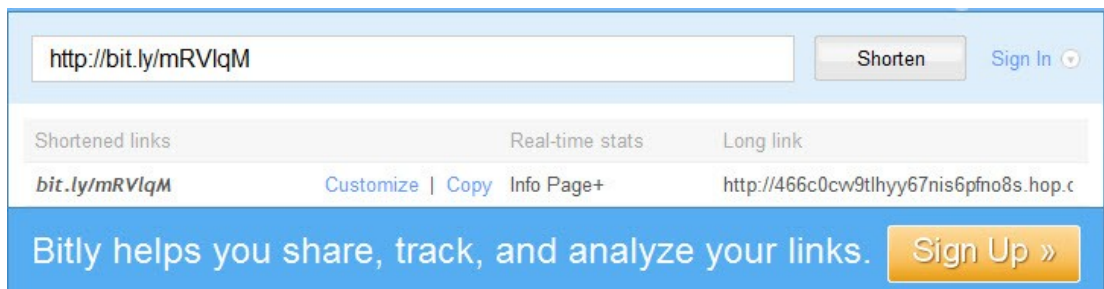 http://bit.ly/mRVlqM Shorten Sign In
Shortened links Real-time stats Long link
bit.ly/mRVlqM Customize | Copy Info Page+ http://466c0cw9tlhyy67nis6pfno8s.hop.c
Bitly helps you share, track, and analyze your links. Sign Up »